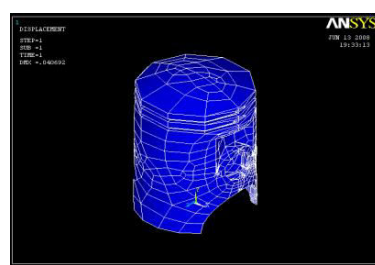 1
DISPLACEMENT
STEP=1
SUB =1
TIME=1
DMX =.040692
ANSYS
JUN 13 2008
19:33:13